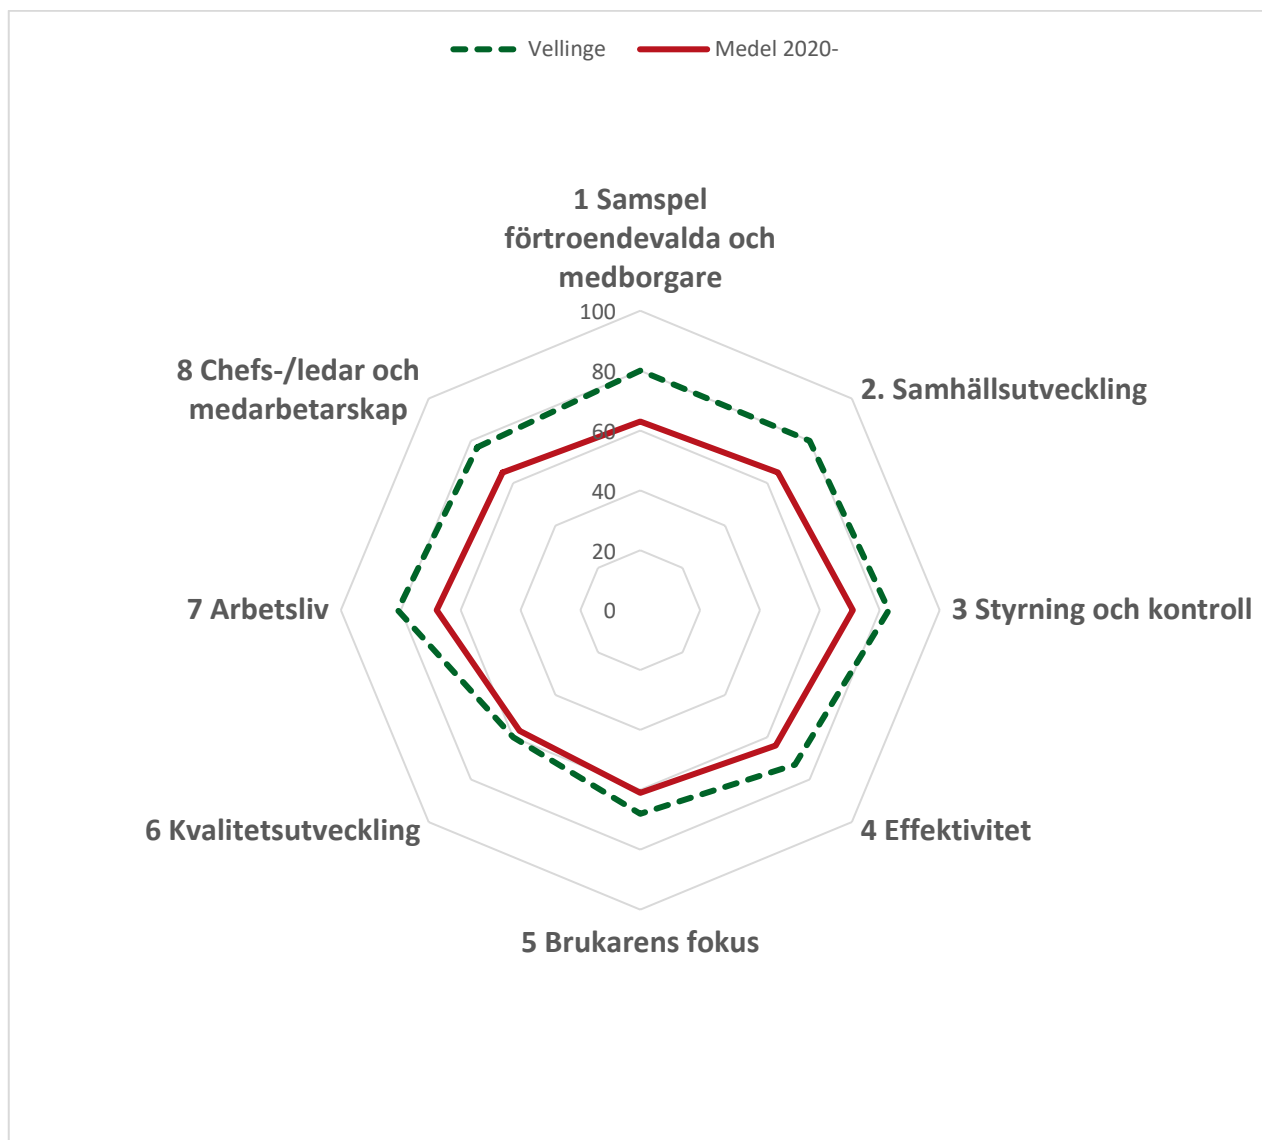 Vellinge
Medel 2020-
1 Samspel
förtroendevalda och
medborgare
100
80
60
40
20
0
8 Chefs-/ledar och
medarbetarskap
2. Samhällsutveckling
7 Arbetsliv
3 Styrning och kontroll
6 Kvalitetsutveckling
4 Effektivitet
5 Brukarens fokus